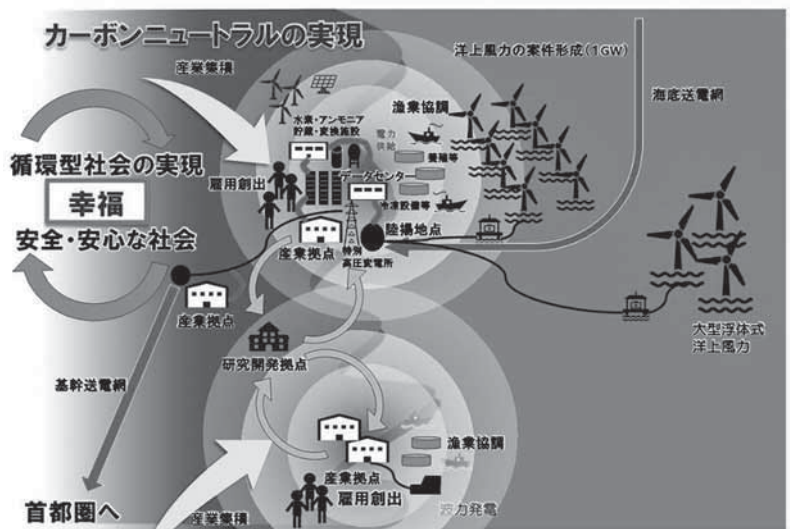 カーボンニュートラルの実現
産業集積
洋上風力の案件形成(1GW)
海底送電網
漁業協調
水素・アンモニア
貯蔵・変換施設
電力
供給
養殖等
循環型社会の実現
幸福
安全・安心な社会
雇用創出
データセンター
冷凍設備等
陸揚地点
産業拠点
特別
高圧変電所
産業拠点
大型浮体式
洋上風力
研究開発拠点
基幹送電網
漁業協調
産業拠点
雇用創出
波力発電
首都圏へ
産業集積